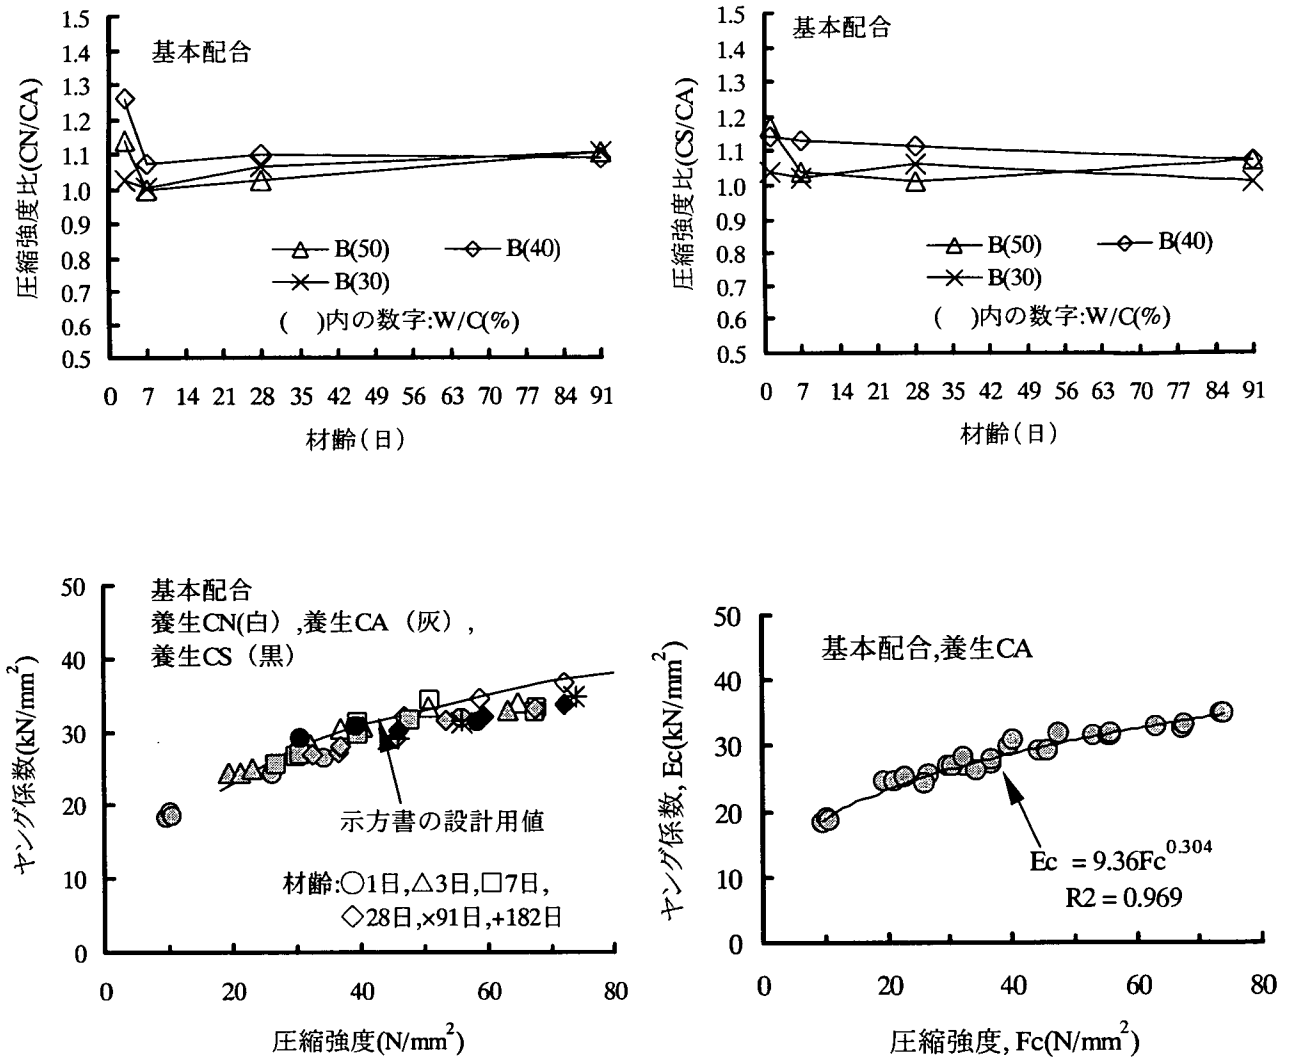 1.5
1.4
1.3
1.2
1.1
1.0
0.9
0.8
0.7
0.6
0.5
圧縮強度比(CN/CA)
基本配合
B(50)
B(40)
B(30)
( )内の数字:W/C(%)
0 7 14 21 28 35 42 49 56 63 70 77 84 91
材齢(日)
1.5
1.4
1.3
1.2
1.1
1.0
0.9
0.8
0.7
0.6
0.5
圧縮強度比(CS/CA)
基本配合
B(50)
B(40)
B(30)
( )内の数字:W/C(%)
0 7 14 21 28 35 42 49 56 63 70 77 84 91
材齢(日)
50
40
30
20
10
0
ヤング係数(kN/mm²)
基本配合
養生CN(白),養生CA(灰),
養生CS(黒)
示方書の設計用値
材齢:○1日,△3日,□7日,
◇28日,×91日,+182日
0 20 40 60 80
圧縮強度(N/mm²)
50
40
30
20
10
0
ヤング係数, Ec(kN/mm²)
基本配合,養生CA
Ec = 9.36Fc^0.304
R2 = 0.969
0 20 40 60 80
圧縮強度, Fc(N/mm²)